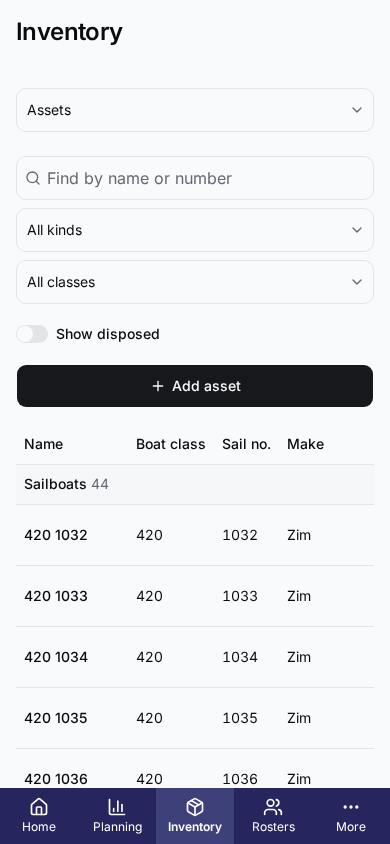 Inventory
Assets
Find by name or number
All kinds
All classes
Show disposed
Add asset
Name Boat class Sail no. Make
Sailboats 44
420 1032 420 1032 Zim
420 1033 420 1033 Zim
420 1034 420 1034 Zim
420 1035 420 1035 Zim
420 1036 420 1036 Zim
Home Planning Inventory Rosters More